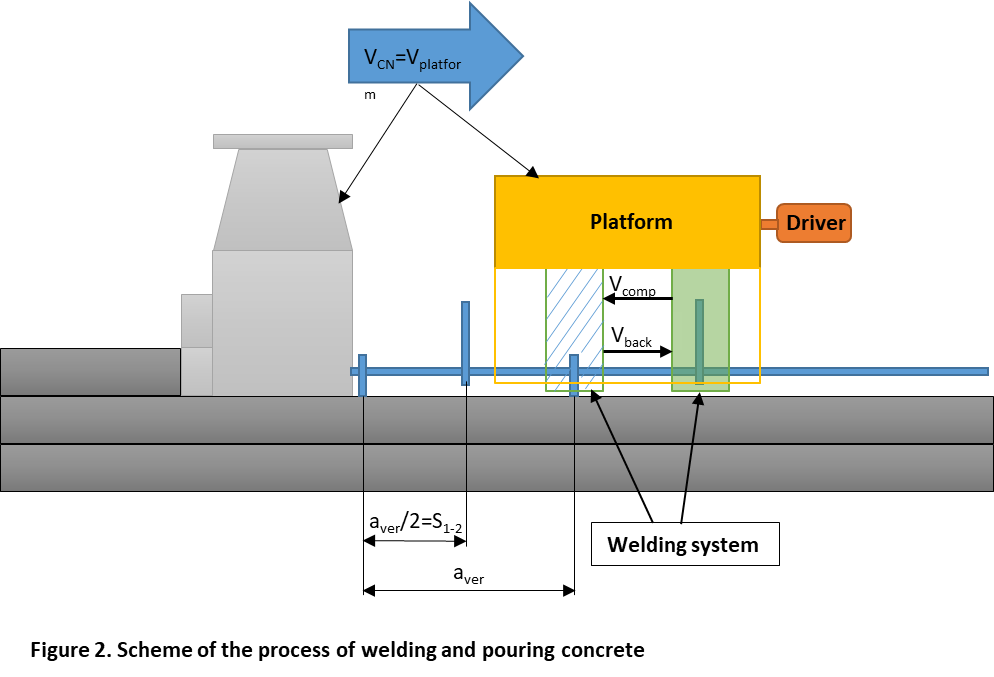 V_CN=V_platfor
m
Platform
Driver
V_comp
V_back
a_ver/2=S_1-2
a_ver
Welding system
Figure 2. Scheme of the process of welding and pouring concrete